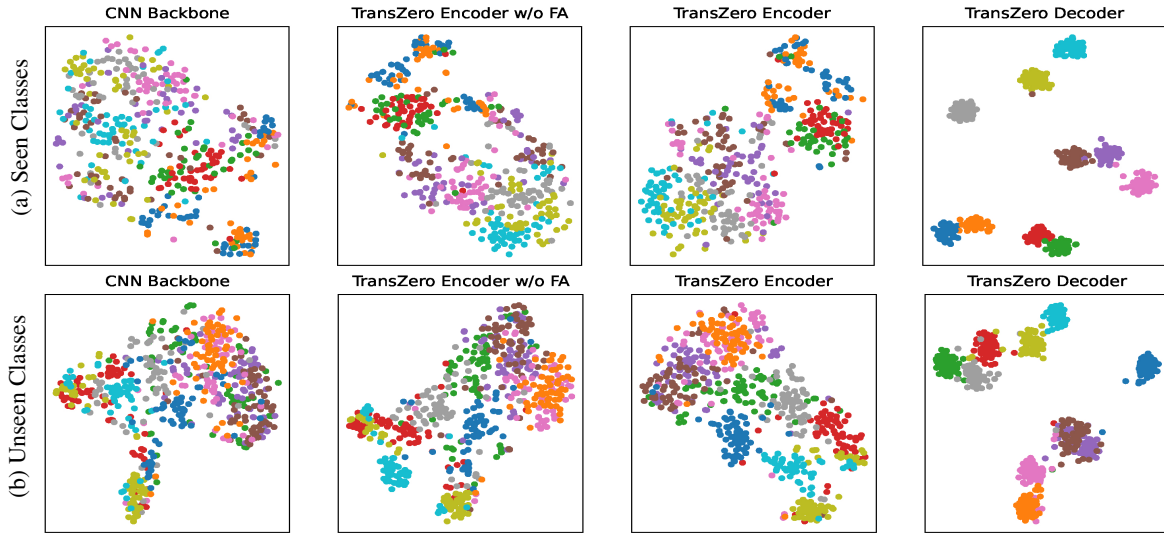 CNN Backbone
TransZero Encoder w/o FA
TransZero Encoder
TransZero Decoder
(a) Seen Classes
CNN Backbone
TransZero Encoder w/o FA
TransZero Encoder
TransZero Decoder
(b) Unseen Classes